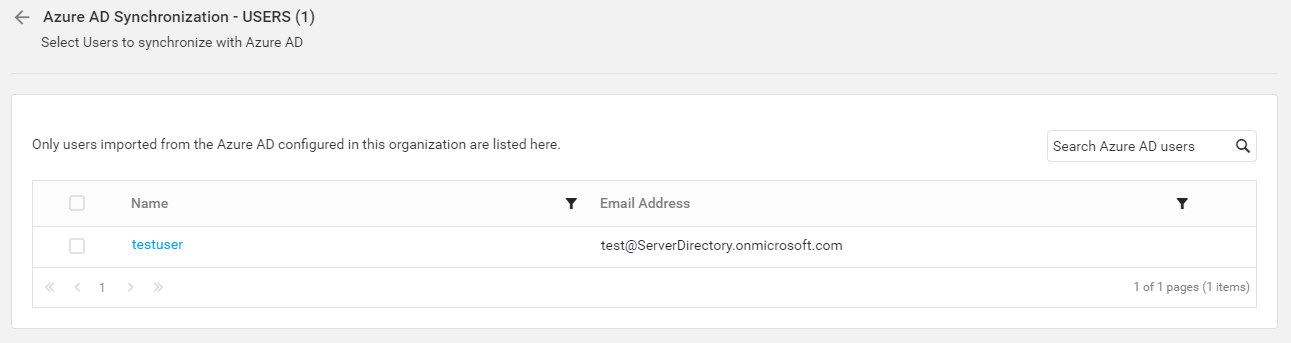 Azure AD Synchronization - USERS (1)
Select Users to synchronize with Azure AD
Only users imported from the Azure AD configured in this organization are listed here.
Search Azure AD users
Name Email Address
testuser test@ServerDirectory.onmicrosoft.com
1 1 of 1 pages (1 items)